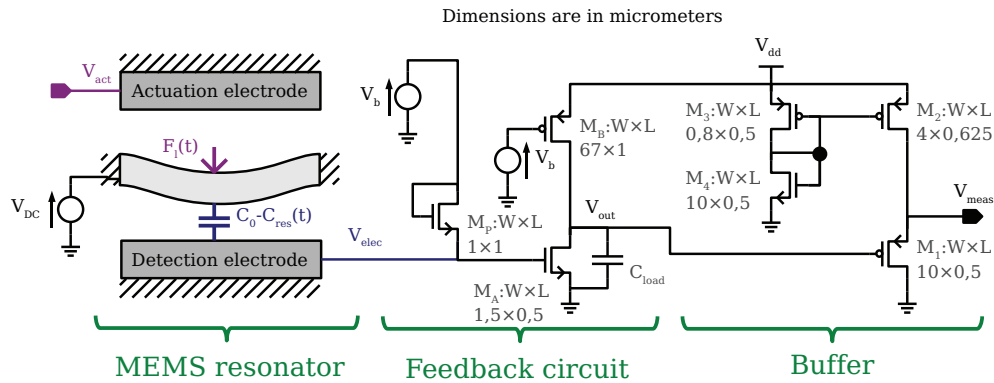 Dimensions are in micrometers
V_act
Actuation electrode
F_l(t)
V_DC
C_0-C_res(t)
V_elec
Detection electrode
MEMS resonator
V_b
M_P:W×L
1×1
V_b
M_B:W×L
67×1
V_out
M_A:W×L
1,5×0,5
C_load
Feedback circuit
V_dd
M_3:W×L
0,8×0,5
M_2:W×L
4×0,625
M_4:W×L
10×0,5
V_meas
M_1:W×L
10×0,5
Buffer